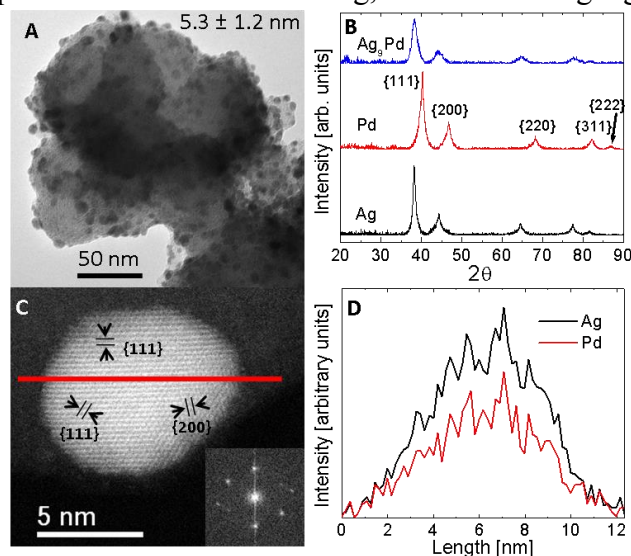 A
5.3 ± 1.2 nm
50 nm
B
Intensity [arb. units]
Ag₉Pd
{111}
{200}
{222}
Pd
{220}
{311}
Ag
20 30 40 50 60 70 80 90
2θ
C
{111}
{111}
{200}
5 nm
D
Intensity [arbitrary units]
Ag
Pd
0 2 4 6 8 10 12
Length [nm]